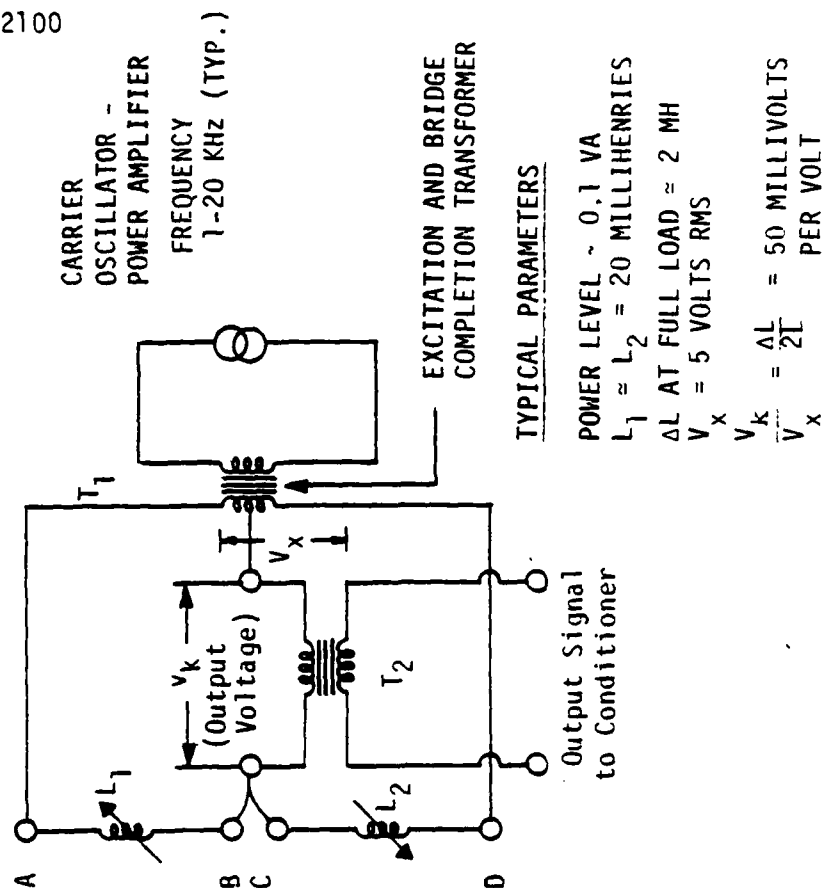 2100
CARRIER
OSCILLATOR -
POWER AMPLIFIER
FREQUENCY
1-20 KHz (TYP.)
T1
EXCITATION AND BRIDGE
COMPLETION TRANSFORMER
A
L1
B
C
L2
D
vk
(Output
Voltage)
Vx
T2
Output Signal
to Conditioner
TYPICAL PARAMETERS
POWER LEVEL ~ 0.1 VA
L1 ≃ L2 = 20 MILLIHENRIES
ΔL AT FULL LOAD ≃ 2 MH
Vx = 5 VOLTS RMS
Vk/Vx = ΔL/2L = 50 MILLIVOLTS
PER VOLT